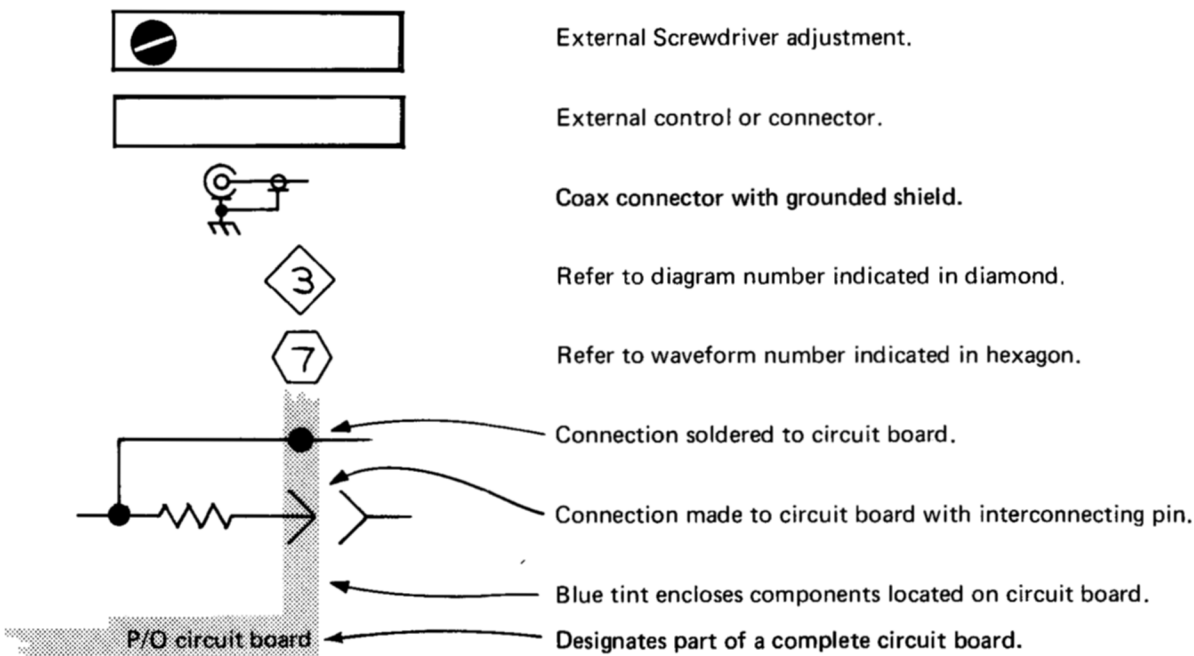 External Screwdriver adjustment.
External control or connector.
Coax connector with grounded shield.
3
Refer to diagram number indicated in diamond.
7
Refer to waveform number indicated in hexagon.
Connection soldered to circuit board.
Connection made to circuit board with interconnecting pin.
Blue tint encloses components located on circuit board.
P/O circuit board
Designates part of a complete circuit board.